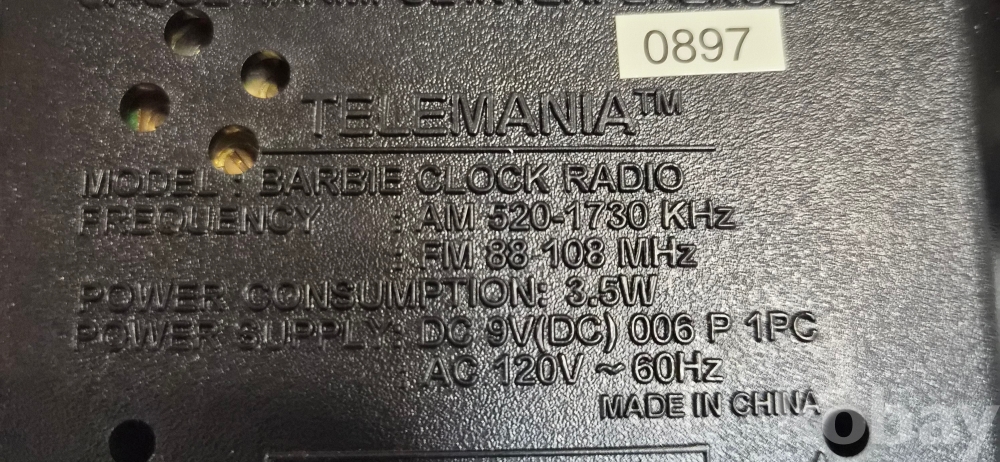 0897
TELEMANIA™
MODEL : BARBIE CLOCK RADIO
FREQUENCY : AM 520-1730 KHz
: FM 88 108 MHz
POWER CONSUMPTION: 3.5W
POWER SUPPLY: DC 9V(DC) 006 P 1PC
AC 120V ~ 60Hz
MADE IN CHINA